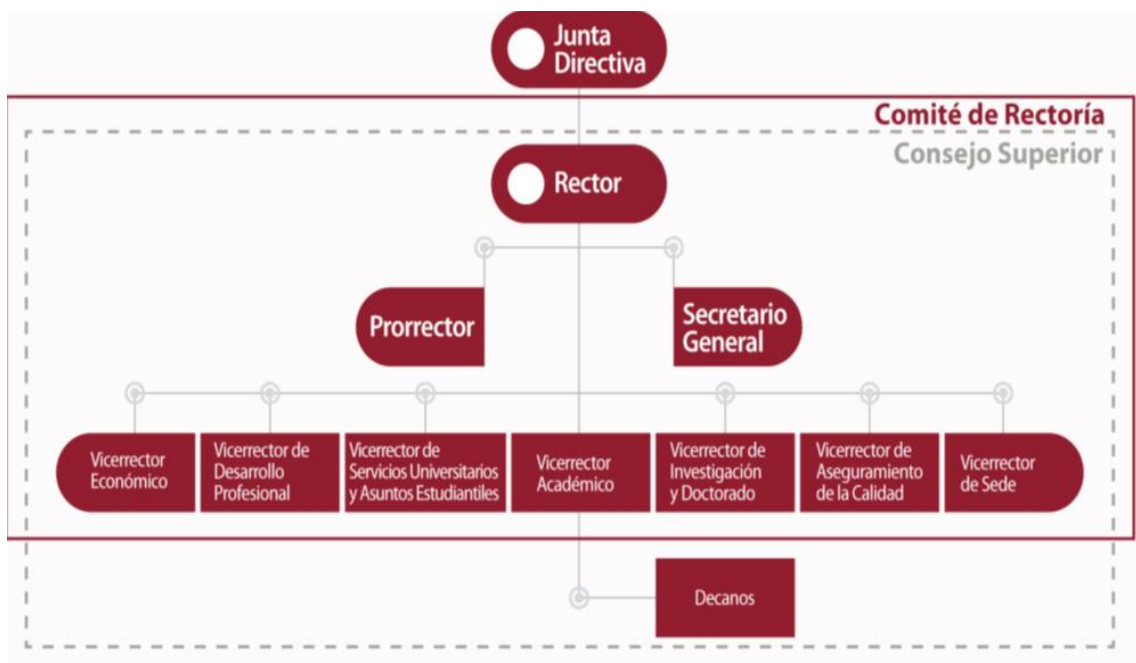 Junta
Directiva
Comité de Rectoría
Consejo Superior
Rector
Prorrector
Secretario
General
Vicerrector
Económico
Vicerrector de
Desarrollo
Profesional
Vicerrector de
Servicios Universitarios
y Asuntos Estudiantiles
Vicerrector
Académico
Vicerrector de
Investigación
y Doctorado
Vicerrector de
Aseguramiento
de la Calidad
Vicerrector
de Sede
Decanos